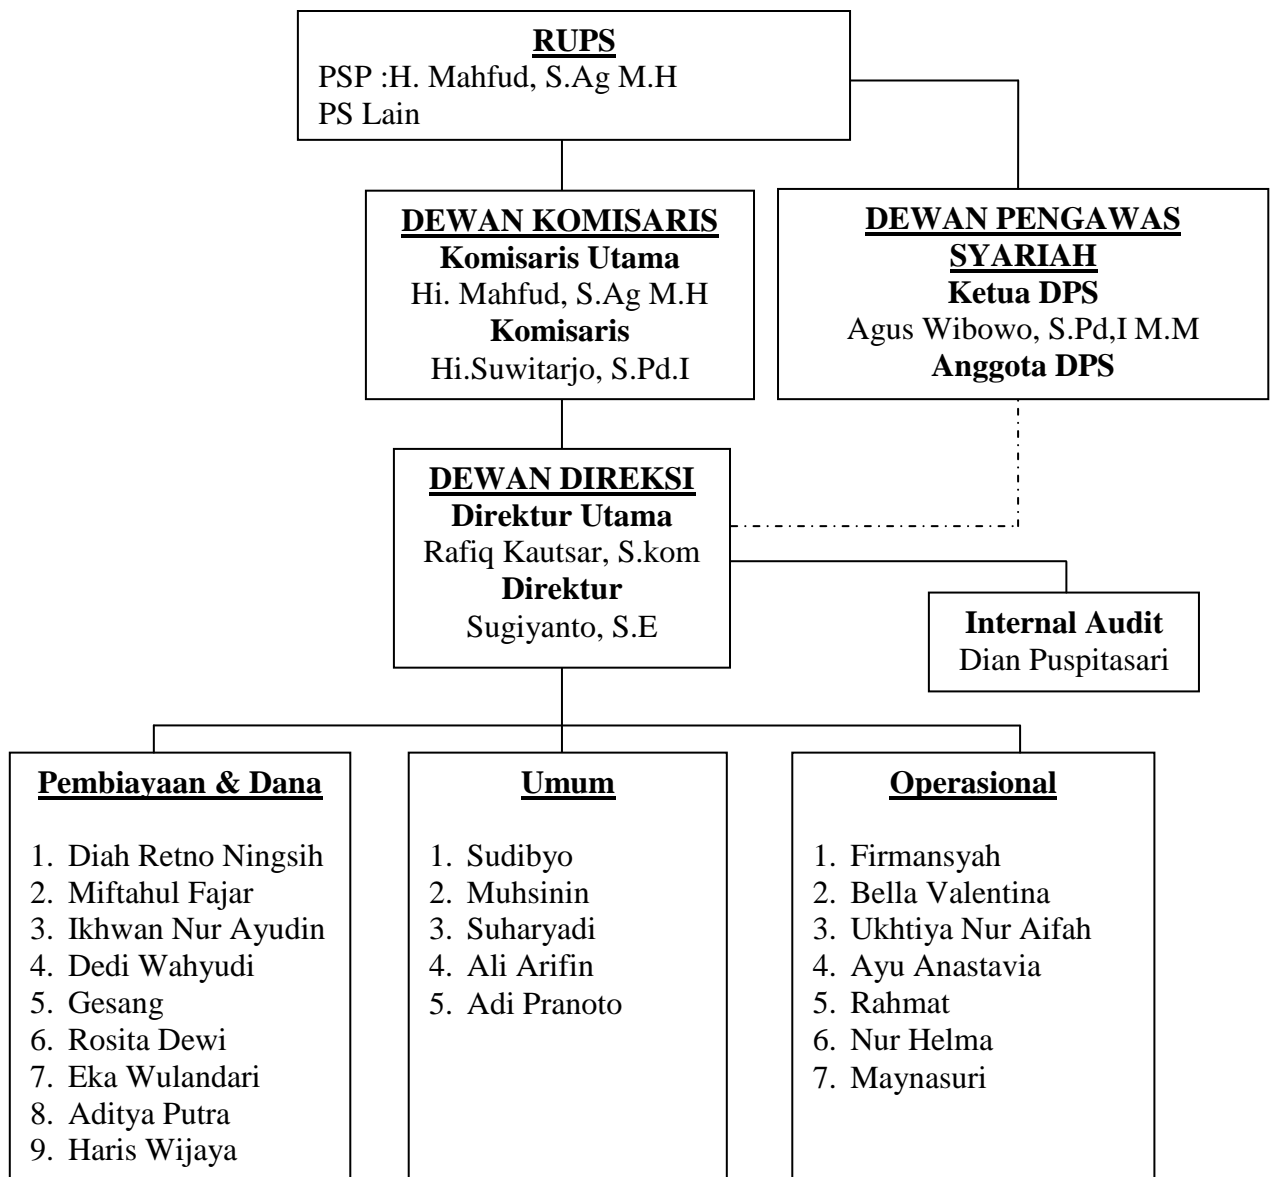 RUPS
PSP :H. Mahfud, S.Ag M.H
PS Lain
DEWAN KOMISARIS
Komisaris Utama
Hi. Mahfud, S.Ag M.H
Komisaris
Hi.Suwitarjo, S.Pd.I
DEWAN PENGAWAS
SYARIAH
Ketua DPS
Agus Wibowo, S.Pd,I M.M
Anggota DPS
DEWAN DIREKSI
Direktur Utama
Rafiq Kautsar, S.kom
Direktur
Sugiyanto, S.E
Internal Audit
Dian Puspitasari
Pembiayaan & Dana
1. Diah Retno Ningsih
2. Miftahul Fajar
3. Ikhwan Nur Ayudin
4. Dedi Wahyudi
5. Gesang
6. Rosita Dewi
7. Eka Wulandari
8. Aditya Putra
9. Haris Wijaya
Umum
1. Sudibyo
2. Muhsinin
3. Suharyadi
4. Ali Arifin
5. Adi Pranoto
Operasional
1. Firmansyah
2. Bella Valentina
3. Ukhtiya Nur Aifah
4. Ayu Anastavia
5. Rahmat
6. Nur Helma
7. Maynasuri